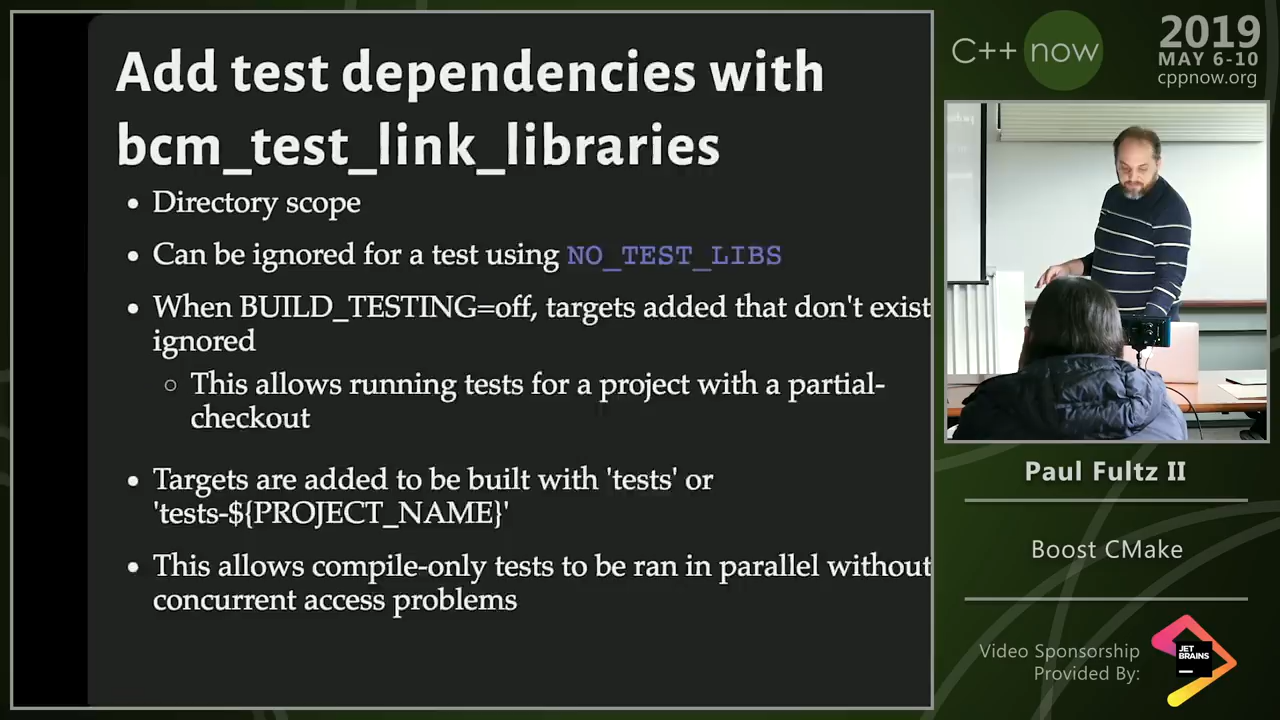 Add test dependencies with
bcm_test_link_libraries
• Directory scope
• Can be ignored for a test using NO_TEST_LIBS
• When BUILD_TESTING=off, targets added that don't exist
ignored
○ This allows running tests for a project with a partial-
checkout
• Targets are added to be built with 'tests' or
'tests-${PROJECT_NAME}'
• This allows compile-only tests to be ran in parallel without
concurrent access problems
C++ now
2019
MAY 6-10
cppnow.org
Paul Fultz II
Boost CMake
Video Sponsorship
Provided By:
JET
BRAINS